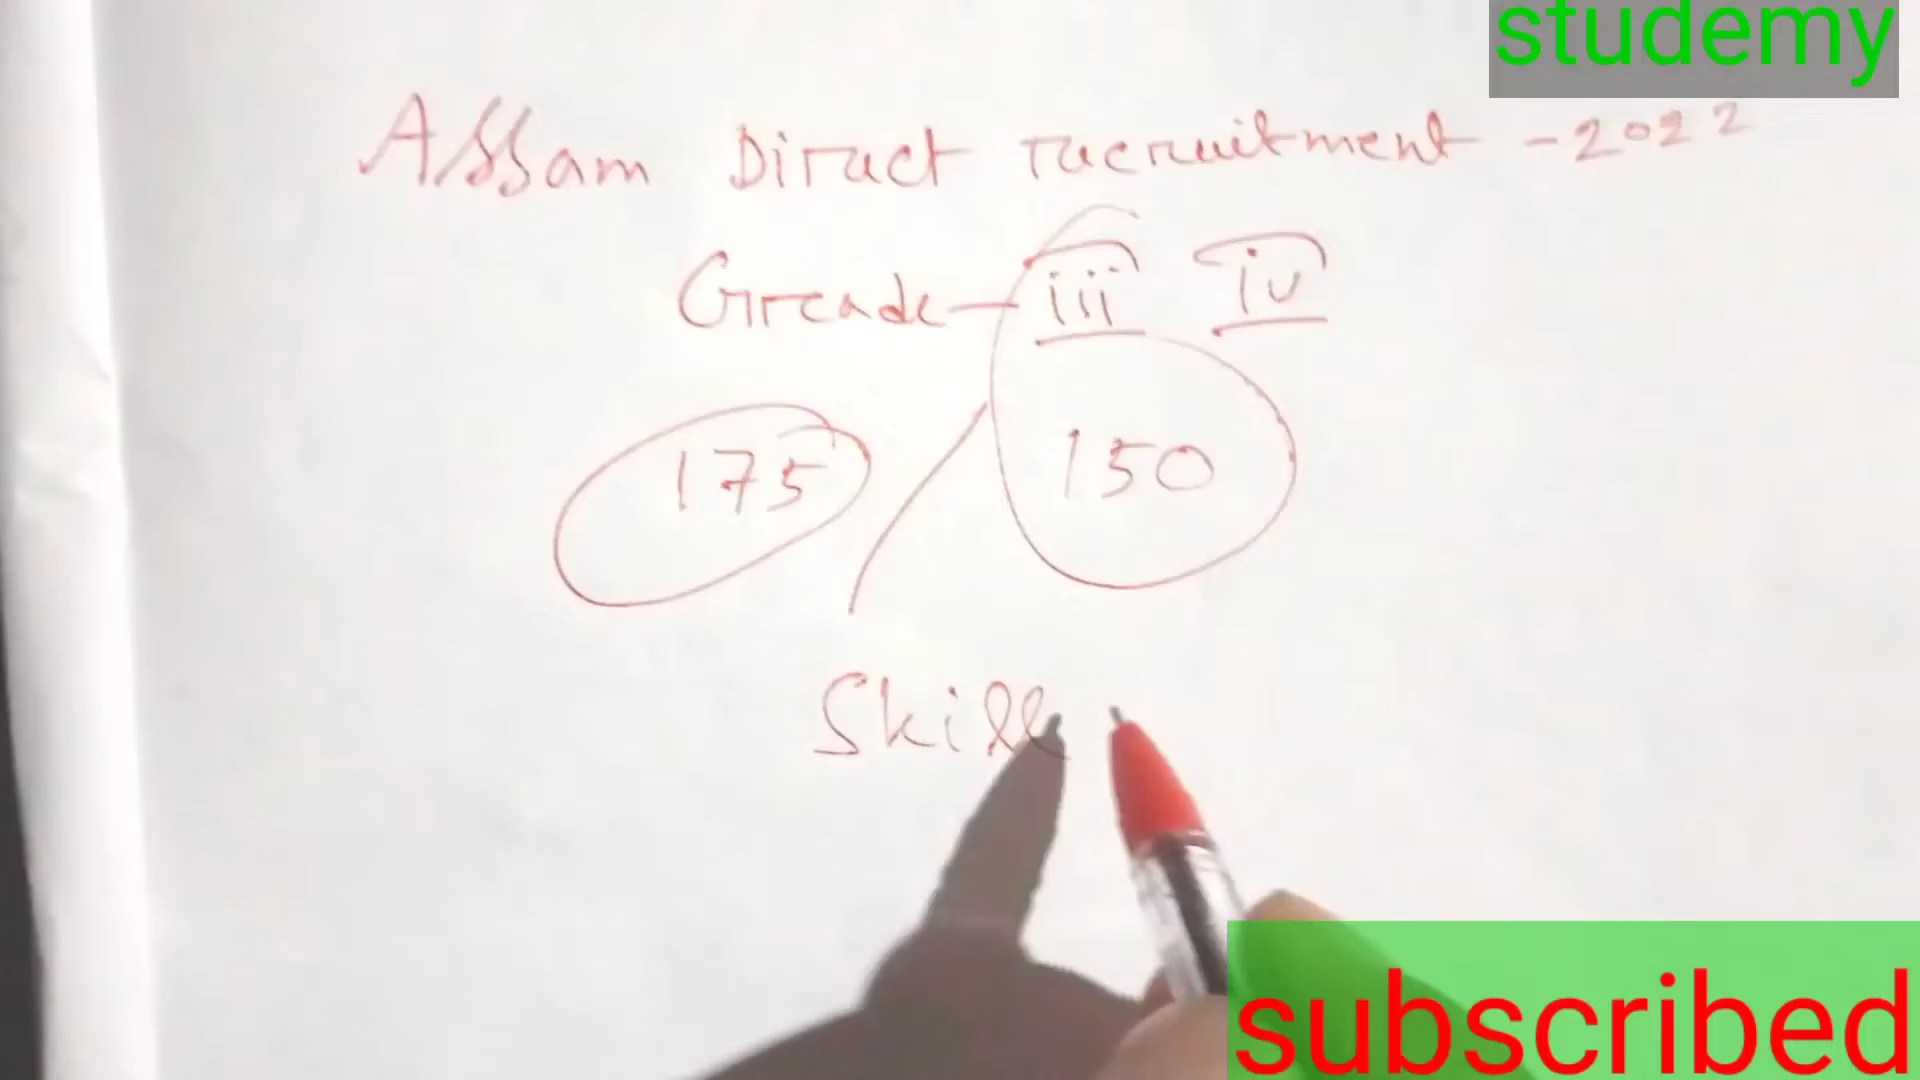 studemy
Assam Direct recruitment - 2022
Grade - iii iv
175 150
Skill
subscribed